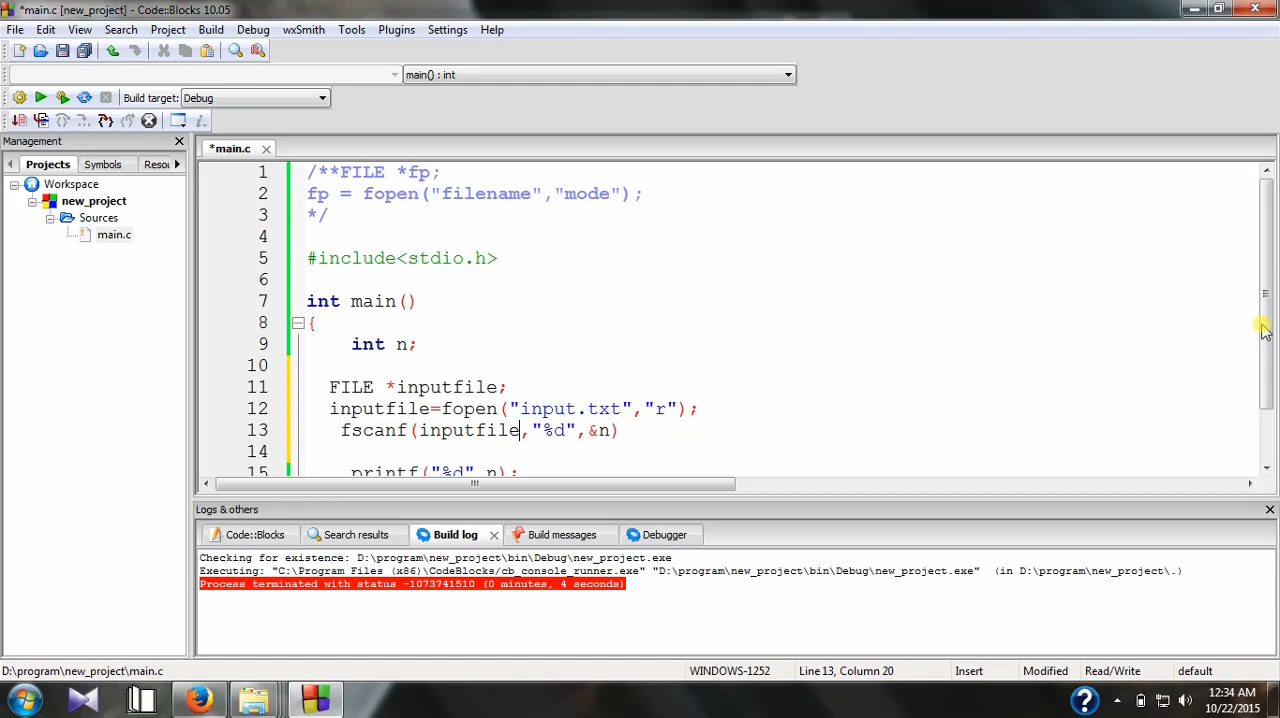 *main.c [new_project] - Code::Blocks 10.05
File Edit View Search Project Build Debug wxSmith Tools Plugins Settings Help
main() : int
Build target: Debug
Management
Projects Symbols Resou
*main.c
Workspace
new_project
Sources
main.c
1 /**FILE *fp;
2 fp = fopen("filename","mode");
3 */
4
5 #include<stdio.h>
6
7 int main()
8 {
9 int n;
10
11 FILE *inputfile;
12 inputfile=fopen("input.txt","r");
13 fscanf(inputfile,"%d",&n)
14
15 printf("%d",n);
Logs & others
Code::Blocks Search results Build log Build messages Debugger
Checking for existence: D:\program\new_project\bin\Debug\new_project.exe
Executing: "C:\Program Files (x86)\CodeBlocks/cb_console_runner.exe" "D:\program\new_project\bin\Debug\new_project.exe" (in D:\program\new_project\.)
Process terminated with status -1073741510 (0 minutes, 4 seconds)
D:\program\new_project\main.c WINDOWS-1252 Line 13, Column 20 Insert Modified Read/Write default
12:34 AM
10/22/2015